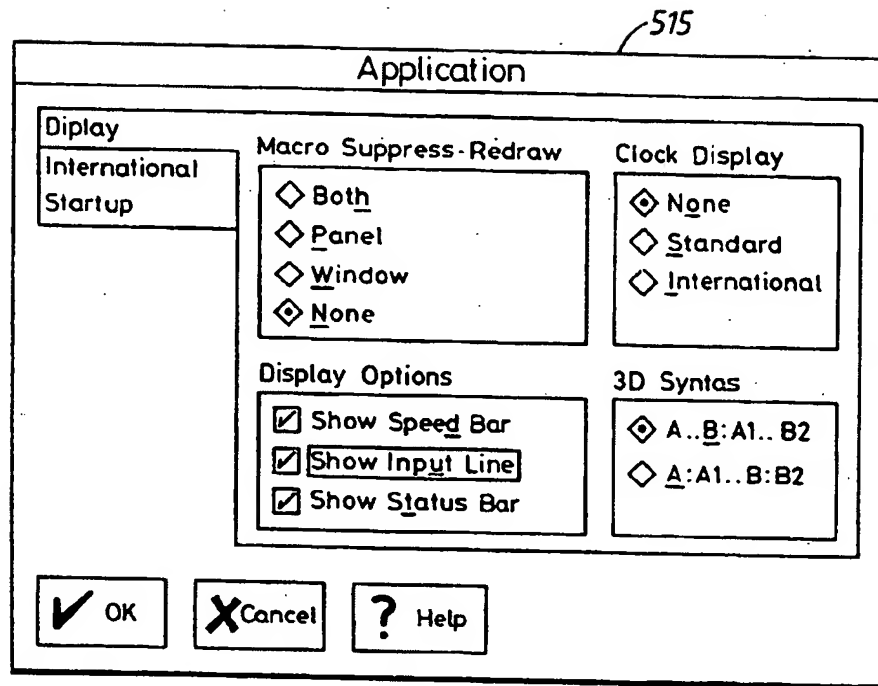 515
Application
Diplay
International
Startup
Macro Suppress-Redraw
Both
Panel
Window
None
Clock Display
None
Standard
International
Display Options
Show Speed Bar
Show Input Line
Show Status Bar
3D Syntas
A..B:A1..B2
A:A1..B:B2
OK
Cancel
? Help